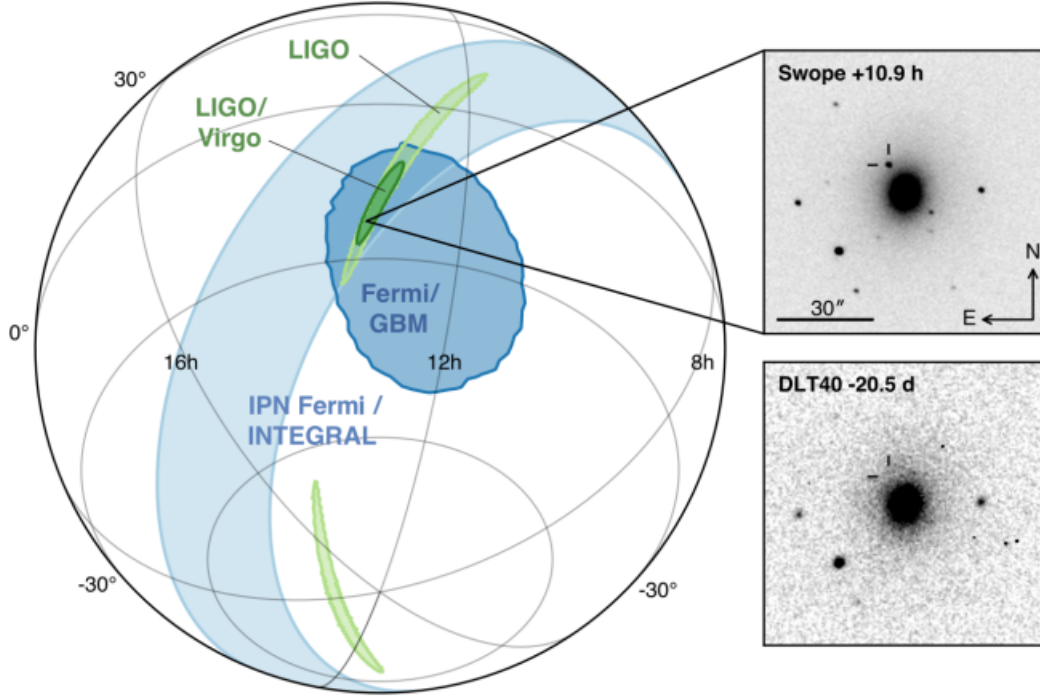 LIGO
30°
LIGO/
Virgo
Fermi/
GBM
0°
16h
12h
8h
IPN Fermi /
INTEGRAL
-30°
-30°
Swope +10.9 h
N
30″
E
DLT40 -20.5 d